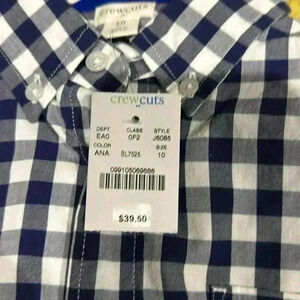 crewcuts
10
crewcuts
DEPT CLASS STYLE
EA0 0F2 J6085
COLOR SIZE
ANA BL7525 10
099105069686
$39.50